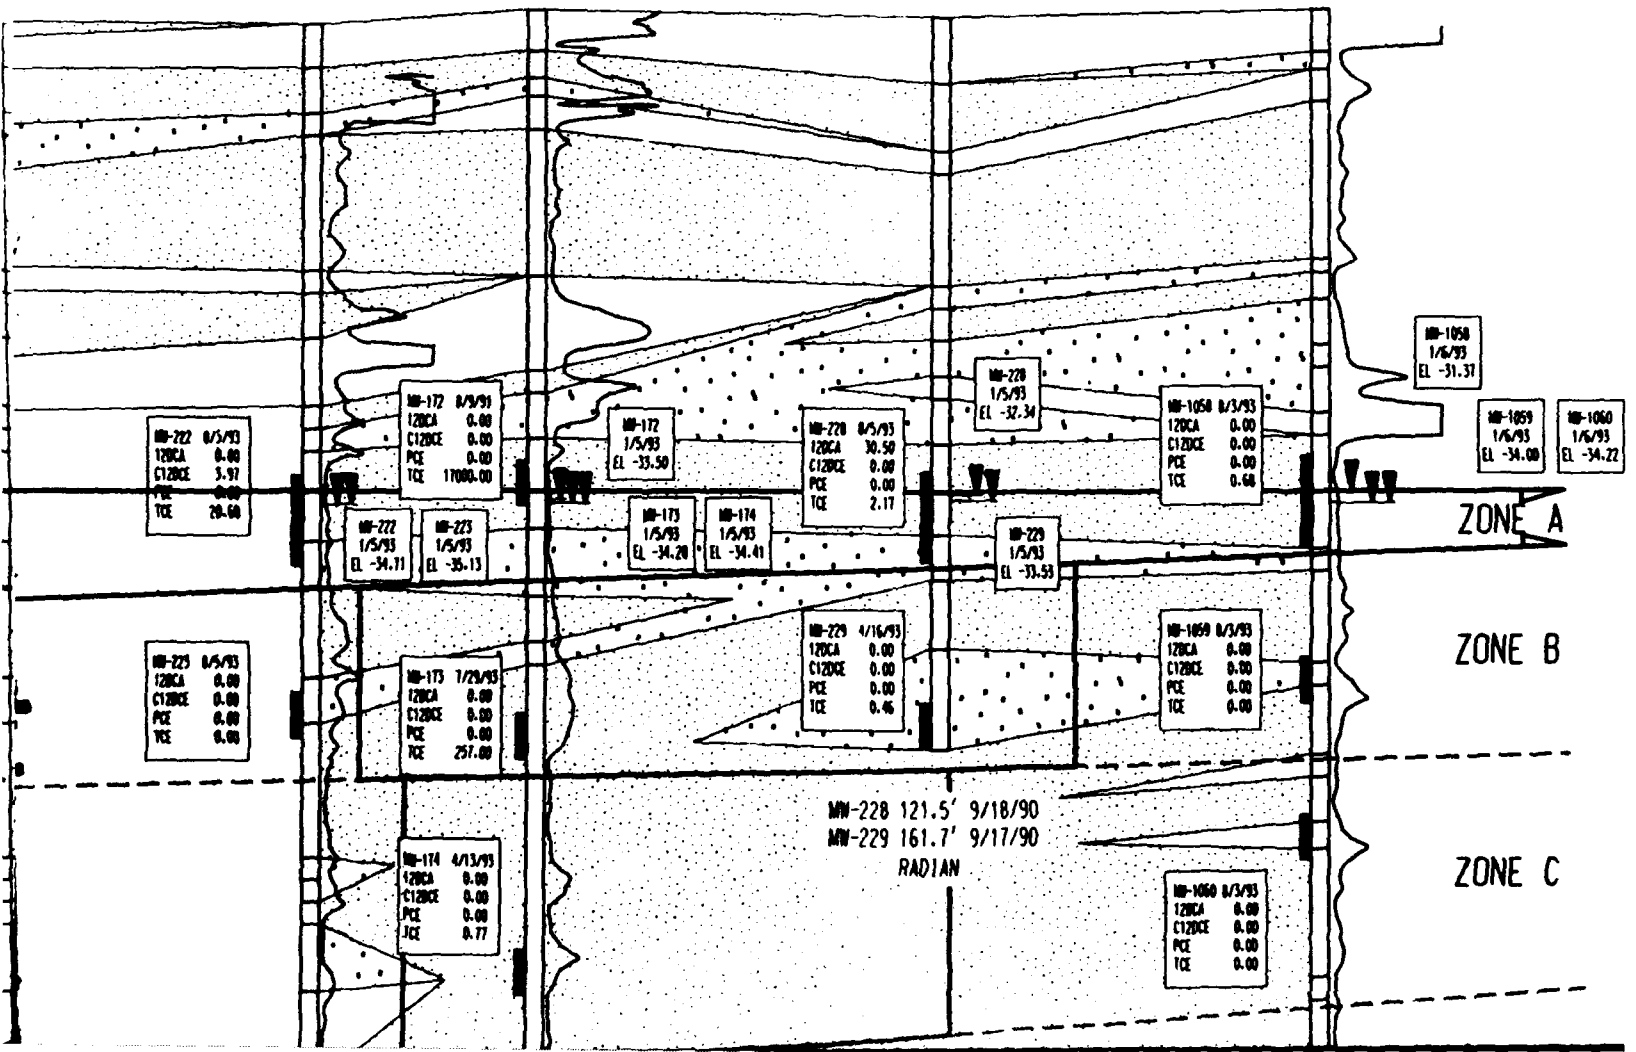 MW-1058
1/6/93
EL -31.37
MW-228
1/5/93
EL -32.34
MW-172 8/9/91
12DCA 0.00
C12DCE 0.00
PCE 0.00
TCE 17000.00
MW-1058 8/3/93
12DCA 0.00
C12DCE 0.00
PCE 0.00
TCE 0.68
MW-172
1/5/93
EL -33.50
MW-1059
1/6/93
EL -34.00
MW-1060
1/6/93
EL -34.22
MW-222 8/5/93
12DCA 0.00
C12DCE 3.97
PCE 0.00
TCE 20.60
MW-228 8/5/93
12DCA 30.50
C12DCE 0.00
PCE 0.00
TCE 2.17
ZONE A
MW-222
1/5/93
EL -34.71
MW-223
1/5/93
EL -35.13
MW-173
1/5/93
EL -34.20
MW-174
1/5/93
EL -34.41
MW-229
1/5/93
EL -33.53
MW-223 8/5/93
12DCA 0.00
C12DCE 0.00
PCE 0.00
TCE 0.00
MW-173 7/29/93
12DCA 0.00
C12DCE 0.00
PCE 0.00
TCE 257.00
MW-229 4/16/93
12DCA 0.00
C12DCE 0.00
PCE 0.00
TCE 0.46
MW-1059 8/3/93
12DCA 0.00
C12DCE 0.00
PCE 0.00
TCE 0.00
ZONE B
MW-228 121.5' 9/18/90
MW-229 161.7' 9/17/90
RADIAN
MW-174 4/13/93
12DCA 0.00
C12DCE 0.00
PCE 0.00
TCE 0.77
MW-1060 8/3/93
12DCA 0.00
C12DCE 0.00
PCE 0.00
TCE 0.00
ZONE C